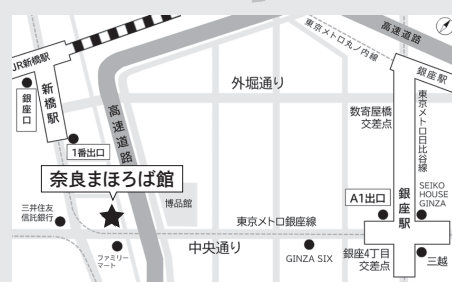 JR新橋駅
新橋駅
銀座口
1番出口
高速道路
奈良まほろば館
三井住友
信託銀行
ファミリー
マート
博品館
外堀通り
東京メトロ丸ノ内線
高速道路
銀座駅
数寄屋橋
交差点
東京メトロ日比谷線
A1出口
銀座駅
SEIKO
HOUSE
GINZA
東京メトロ銀座線
中央通り
GINZA SIX
銀座4丁目
交差点
三越